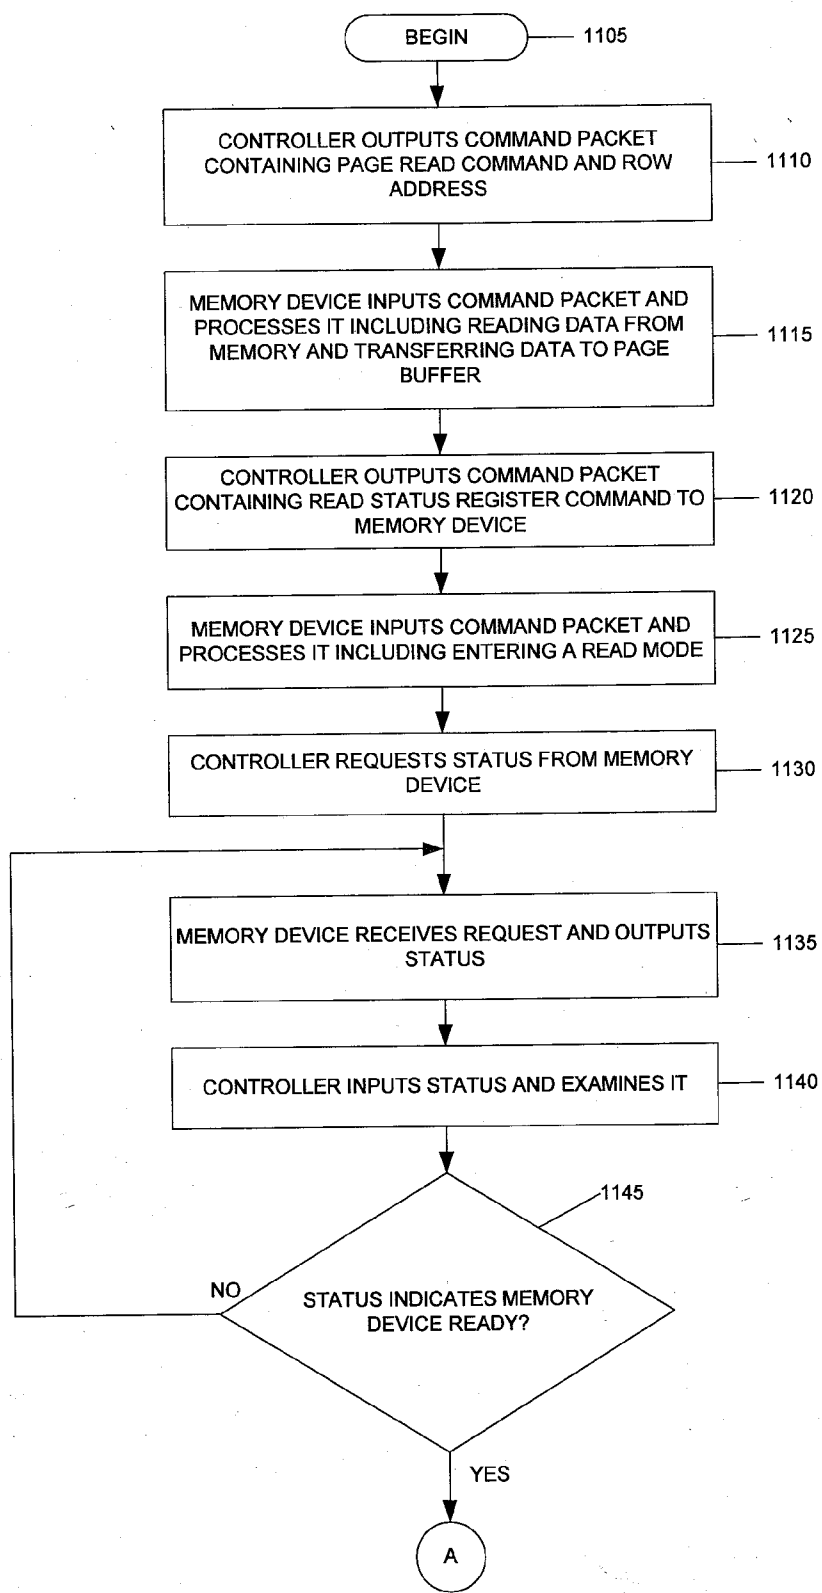 BEGIN
1105
CONTROLLER OUTPUTS COMMAND PACKET
CONTAINING PAGE READ COMMAND AND ROW
ADDRESS
1110
MEMORY DEVICE INPUTS COMMAND PACKET AND
PROCESSES IT INCLUDING READING DATA FROM
MEMORY AND TRANSFERRING DATA TO PAGE
BUFFER
1115
CONTROLLER OUTPUTS COMMAND PACKET
CONTAINING READ STATUS REGISTER COMMAND TO
MEMORY DEVICE
1120
MEMORY DEVICE INPUTS COMMAND PACKET AND
PROCESSES IT INCLUDING ENTERING A READ MODE
1125
CONTROLLER REQUESTS STATUS FROM MEMORY
DEVICE
1130
MEMORY DEVICE RECEIVES REQUEST AND OUTPUTS
STATUS
1135
CONTROLLER INPUTS STATUS AND EXAMINES IT
1140
1145
NO
STATUS INDICATES MEMORY
DEVICE READY?
YES
A